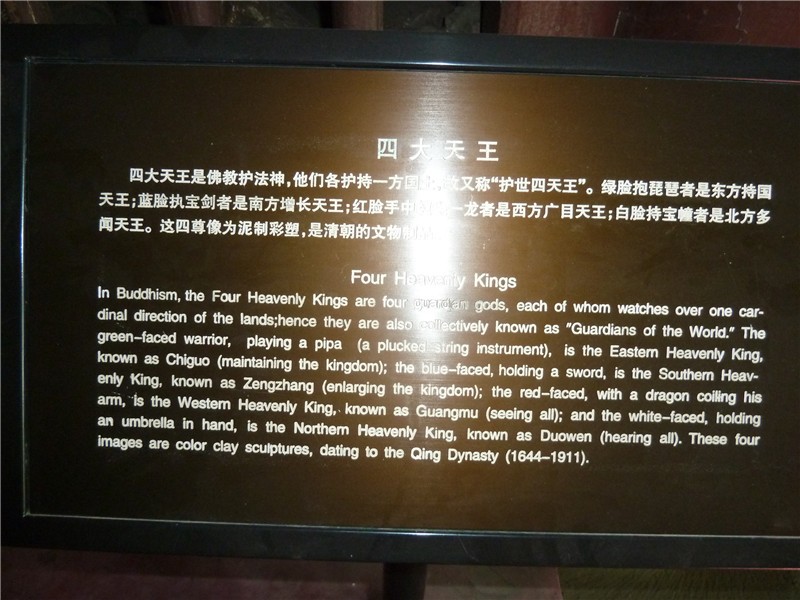 四大天王
四大天王是佛教护法神,他们各护持一方国 故又称“护世四天王”。绿脸抱琵琶者是东方持国
天王;蓝脸执宝剑者是南方增长天王;红脸手中 一龙者是西方广目天王;白脸持宝幢者是北方多
闻天王。这四尊像为泥制彩塑,是清朝的文物
Four Heavenly Kings
In Buddhism, the Four Heavenly Kings are four guardian gods, each of whom watches over one car-
dinal direction of the lands;hence they are also collectively known as "Guardians of the World." The
green-faced warrior, playing a pipa (a plucked string instrument), is the Eastern Heavenly King,
known as Chiguo (maintaining the kingdom); the blue-faced, holding a sword, is the Southern Heav-
enly King, known as Zengzhang (enlarging the kingdom); the red-faced, with a dragon coiling his
arm, is the Western Heavenly King, known as Guangmu (seeing all); and the white-faced, holding
an umbrella in hand, is the Northern Heavenly King, known as Duowen (hearing all). These four
images are color clay sculptures, dating to the Qing Dynasty (1644-1911).